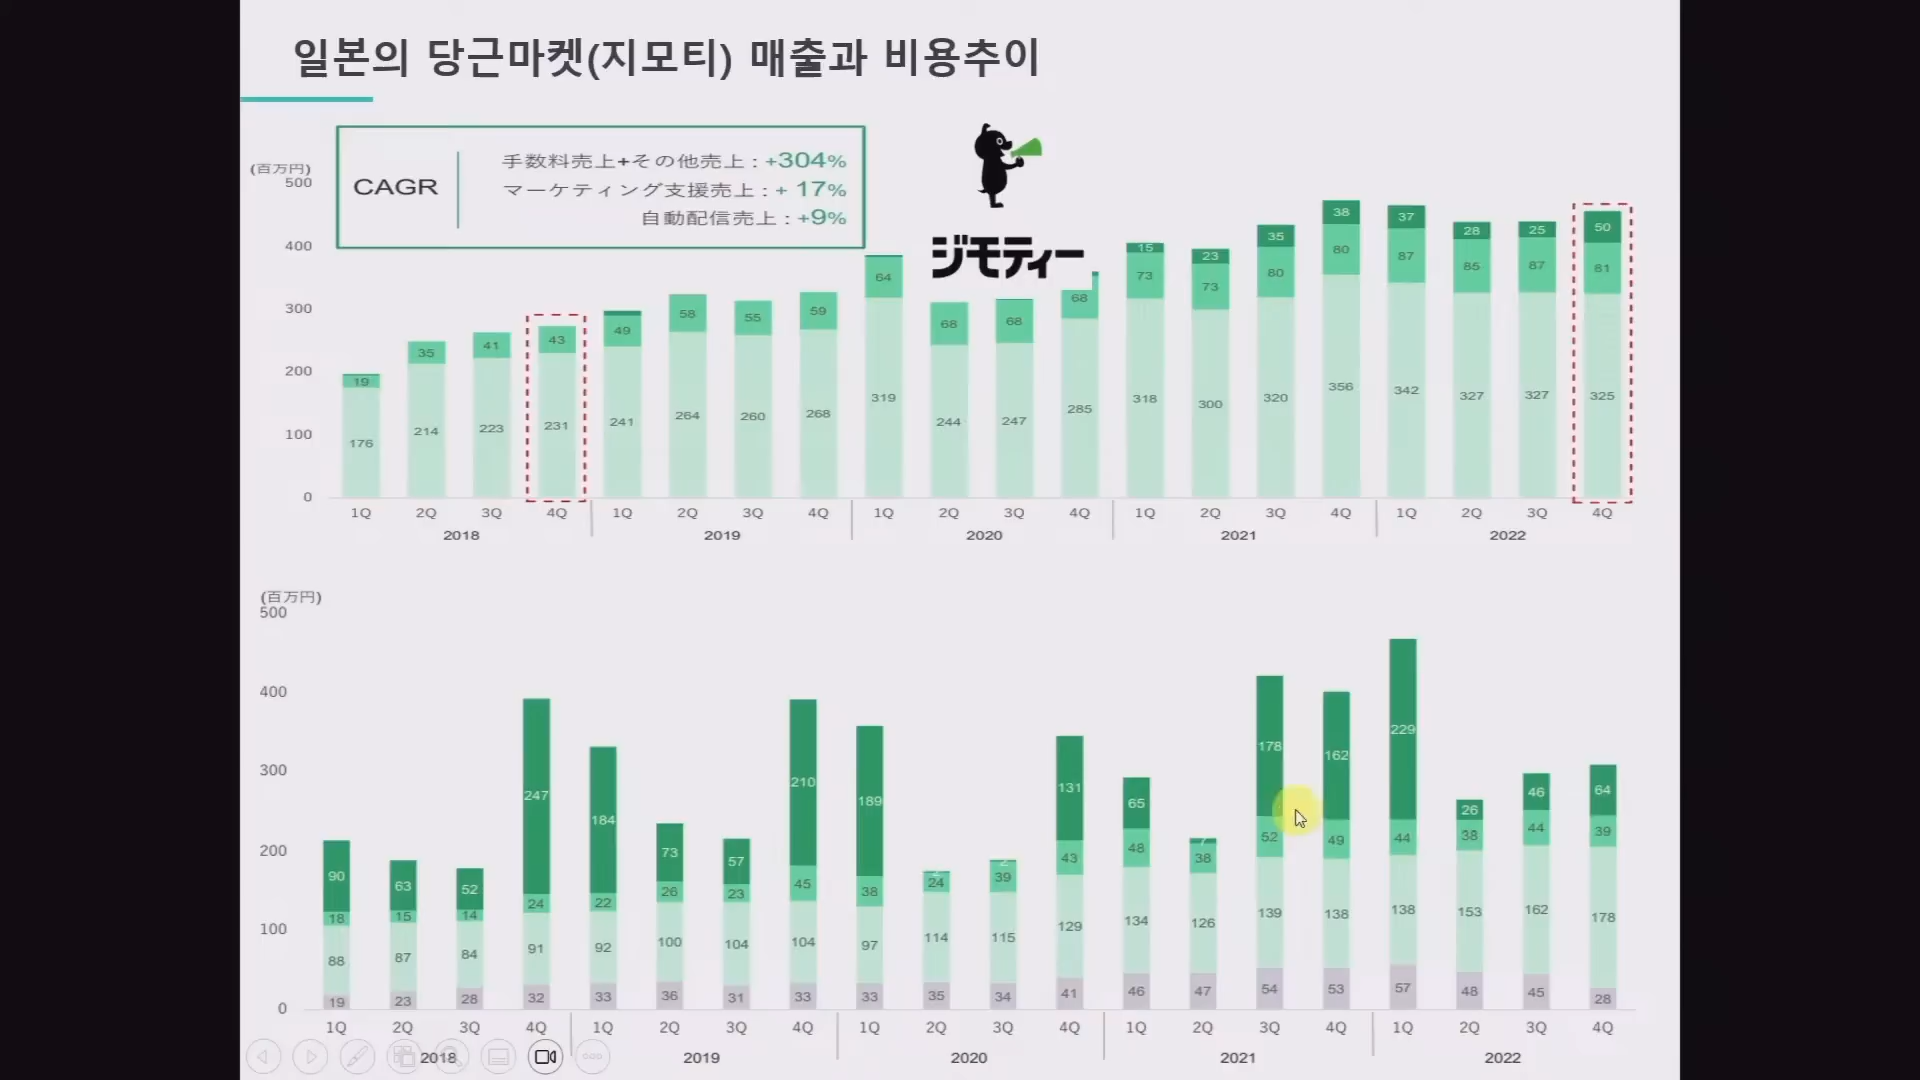 일본의 당근마켓(지모티) 매출과 비용추이
(百万円)
CAGR
手数料売上+その他売上 : +304%
マーケティング支援売上 : + 17%
自動配信売上 : +9%
ジモティー
500
400
300
200
100
0
19 35 41 43 49 58 55 59 64 68 68 68 15 23 35 38 37 28 25 50
73 73 80 80 87 85 87 81
176 214 223 231 241 264 260 268 319 244 247 285 318 300 320 356 342 327 327 325
1Q 2Q 3Q 4Q 1Q 2Q 3Q 4Q 1Q 2Q 3Q 4Q 1Q 2Q 3Q 4Q 1Q 2Q 3Q 4Q
2018 2019 2020 2021 2022
(百万円)
500
400
300
200
100
0
90 63 52 247 184 73 57 210 189 2 131 65 7 178 162 229 26 46 64
18 15 14 24 22 26 23 45 38 24 39 43 48 38 52 49 44 38 44 39
88 87 84 91 92 100 104 104 97 114 115 129 134 126 139 138 138 153 162 178
19 23 28 32 33 36 31 33 33 35 34 41 46 47 54 53 57 48 45 28
1Q 2Q 3Q 4Q 1Q 2Q 3Q 4Q 1Q 2Q 3Q 4Q 1Q 2Q 3Q 4Q 1Q 2Q 3Q 4Q
2018 2019 2020 2021 2022